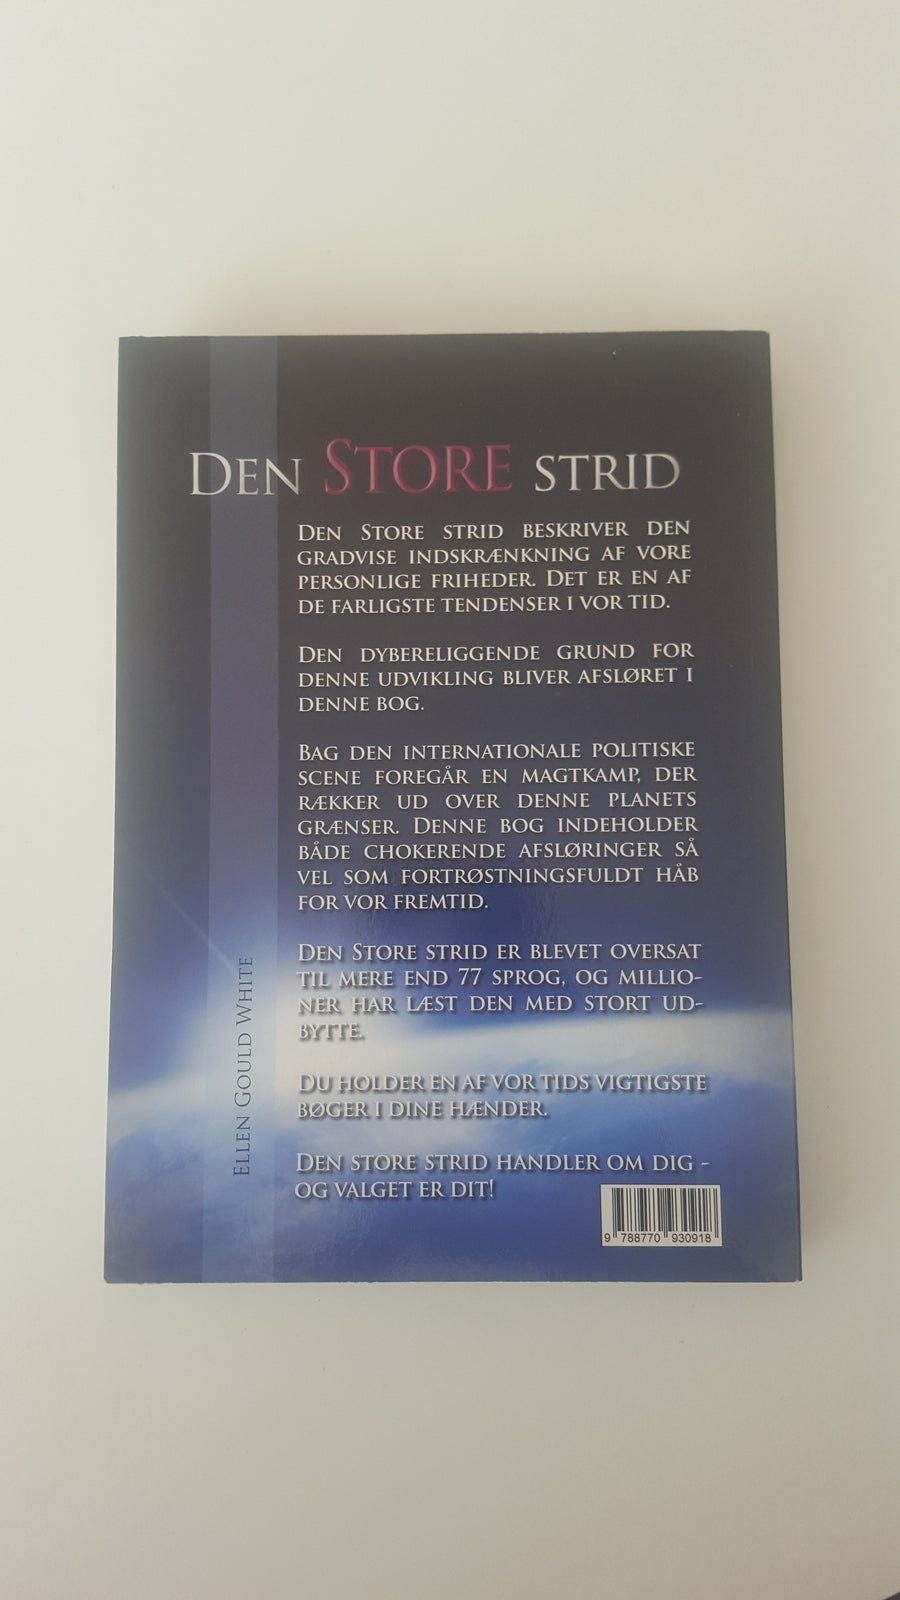 DEN STORE STRID
DEN STORE STRID BESKRIVER DEN
GRADVISE INDSKRÆNKNING AF VORE
PERSONLIGE FRIHEDER. DET ER EN AF
DE FARLIGSTE TENDENSER I VOR TID.
DEN DYBERELIGGENDE GRUND FOR
DENNE UDVIKLING BLIVER AFSLØRET I
DENNE BOG.
BAG DEN INTERNATIONALE POLITISKE
SCENE FOREGÅR EN MAGTKAMP, DER
RÆKKER UD OVER DENNE PLANETS
GRÆNSER. DENNE BOG INDEHOLDER
BÅDE CHOKERENDE AFSLØRINGER SÅ
VEL SOM FORTRØSTNINGSFULDT HÅB
FOR VOR FREMTID.
DEN STORE STRID ER BLEVET OVERSAT
TIL MERE END 77 SPROG, OG MILLIO-
NER HAR LÆST DEN MED STORT UD-
BYTTE.
DU HOLDER EN AF VOR TIDS VIGTIGSTE
BØGER I DINE HÆNDER.
DEN STORE STRID HANDLER OM DIG -
OG VALGET ER DIT!
ELLEN GOULD WHITE
9 788770 930918